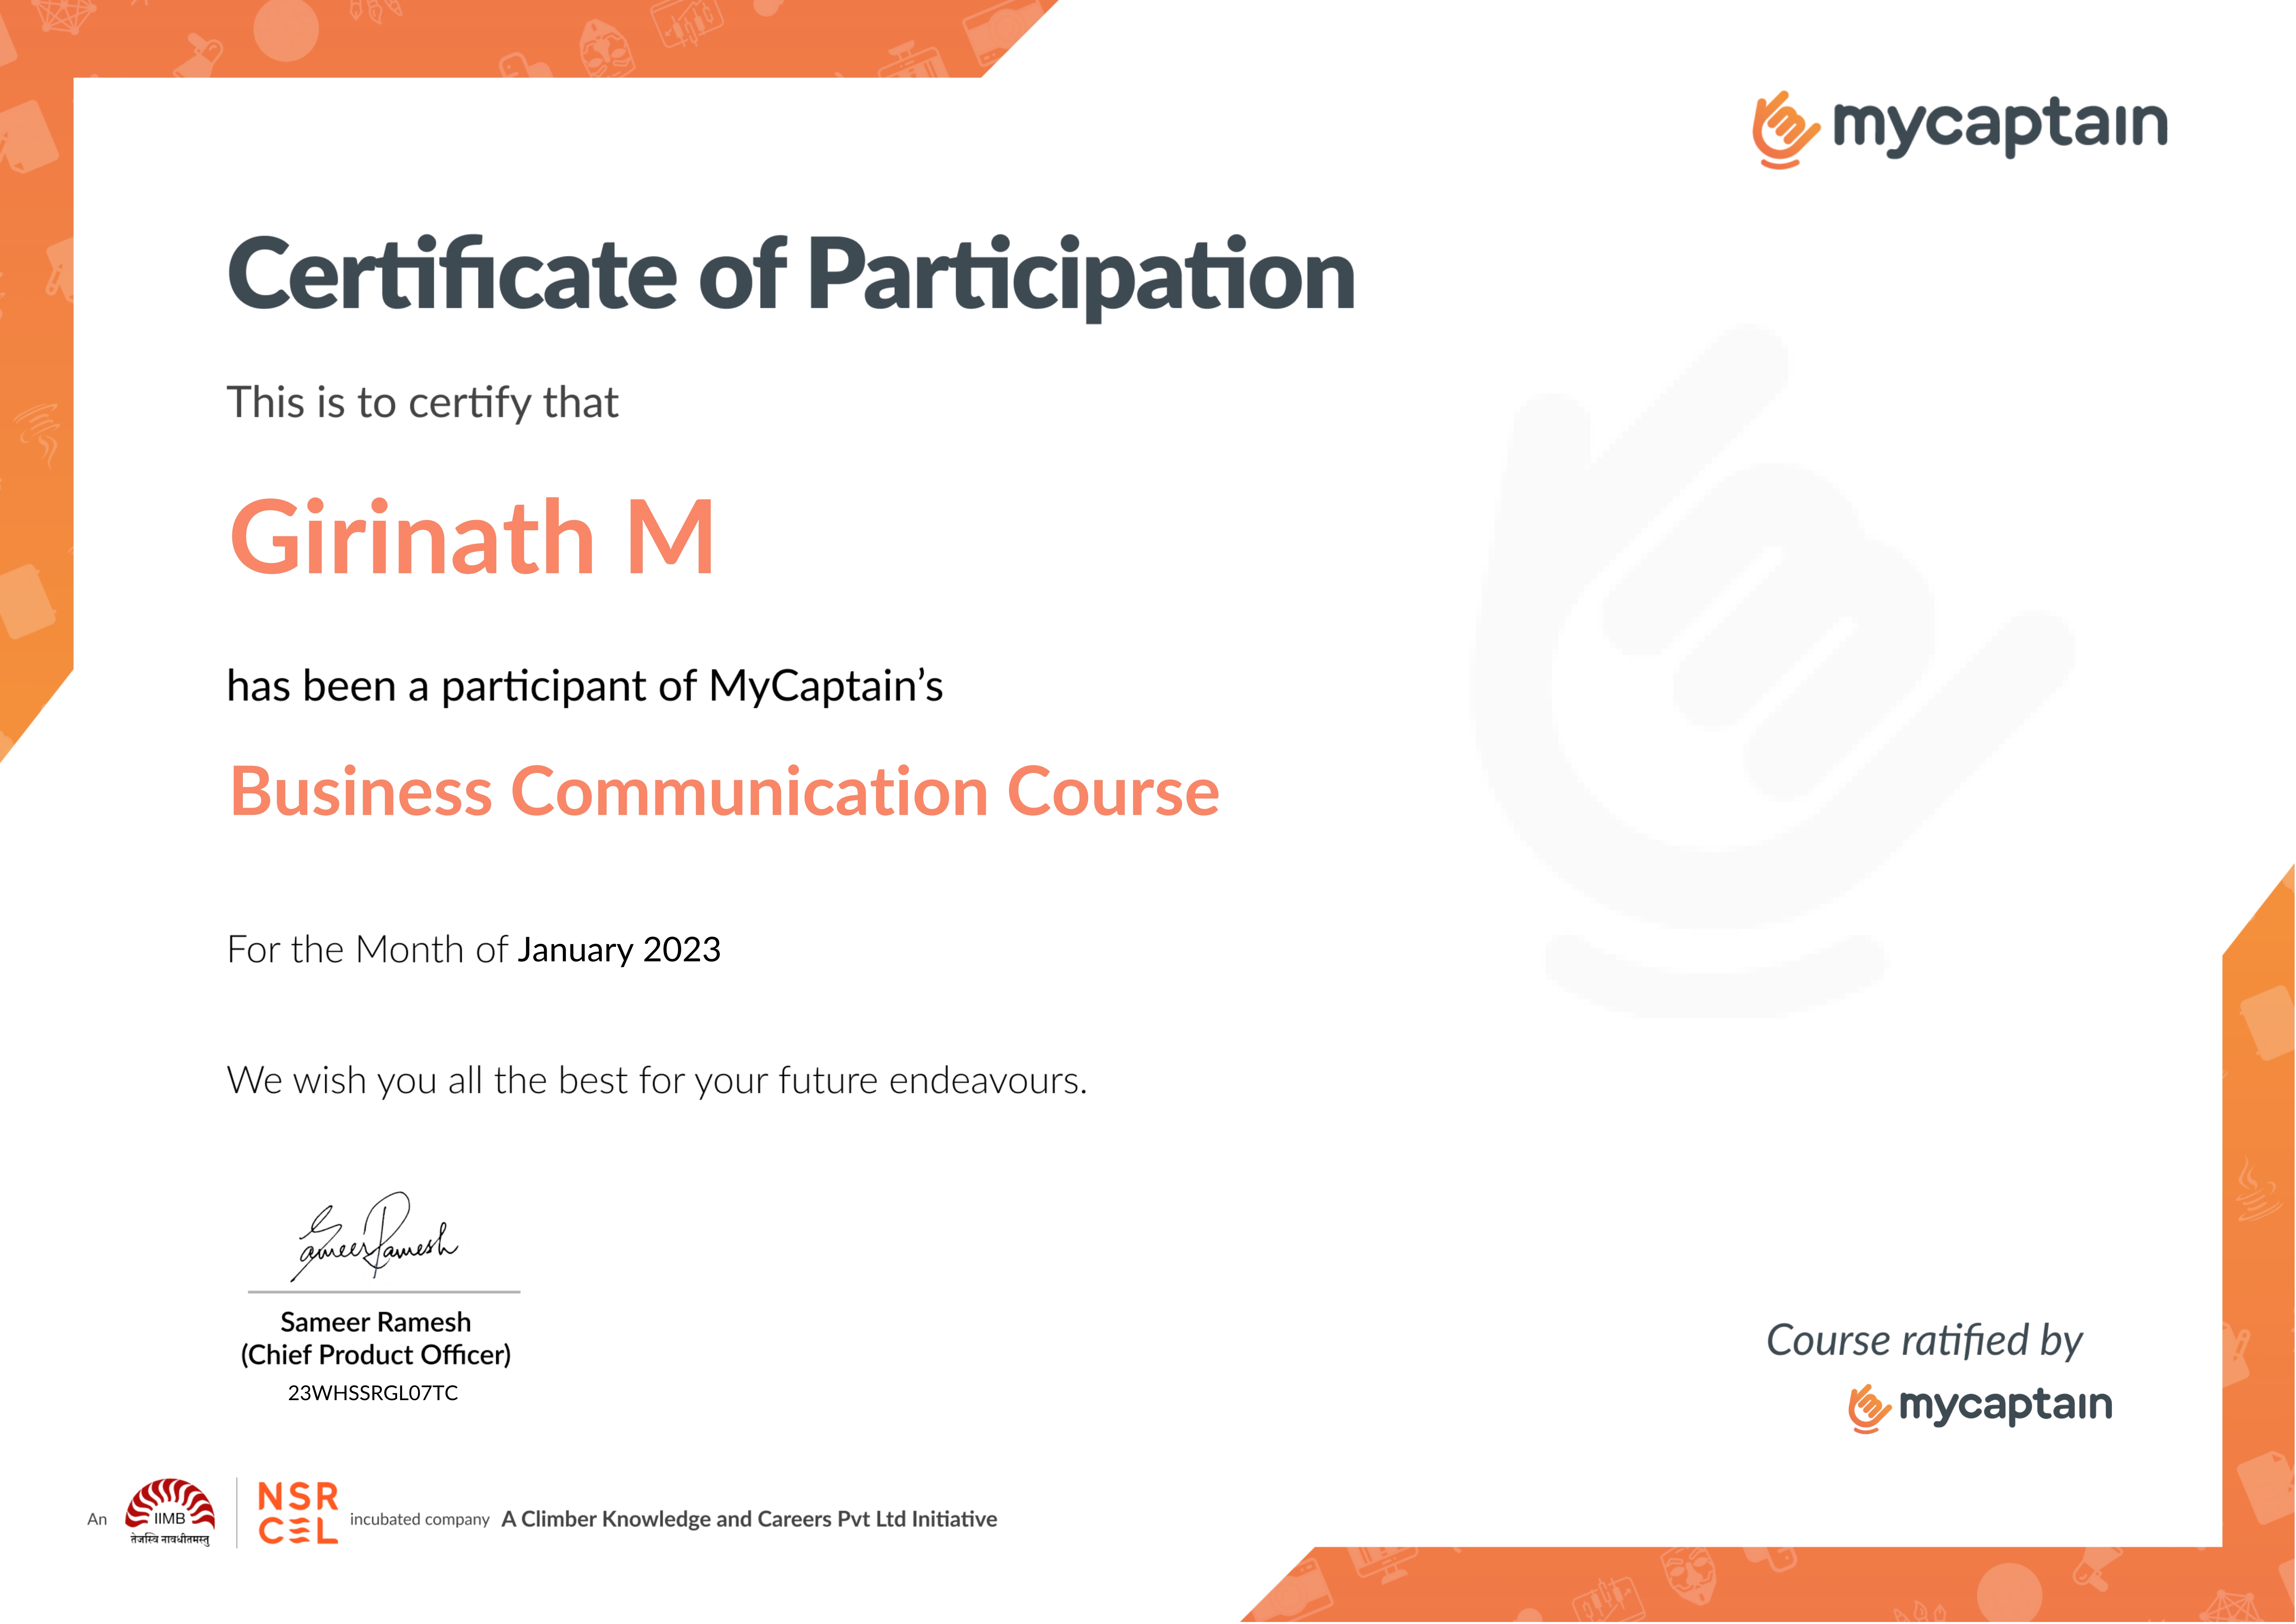 mycaptain
Certificate of Participation
This is to certify that
Girinath M
has been a participant of MyCaptain’s
Business Communication Course
For the Month of January 2023
We wish you all the best for your future endeavours.
Sameer Ramesh
Sameer Ramesh
(Chief Product Officer)
23WHSSRGL07TC
Course ratified by
mycaptain
An IIMB
तेजस्वि नावधीतमस्तु
NSR
CEL
incubated company A Climber Knowledge and Careers Pvt Ltd Initiative